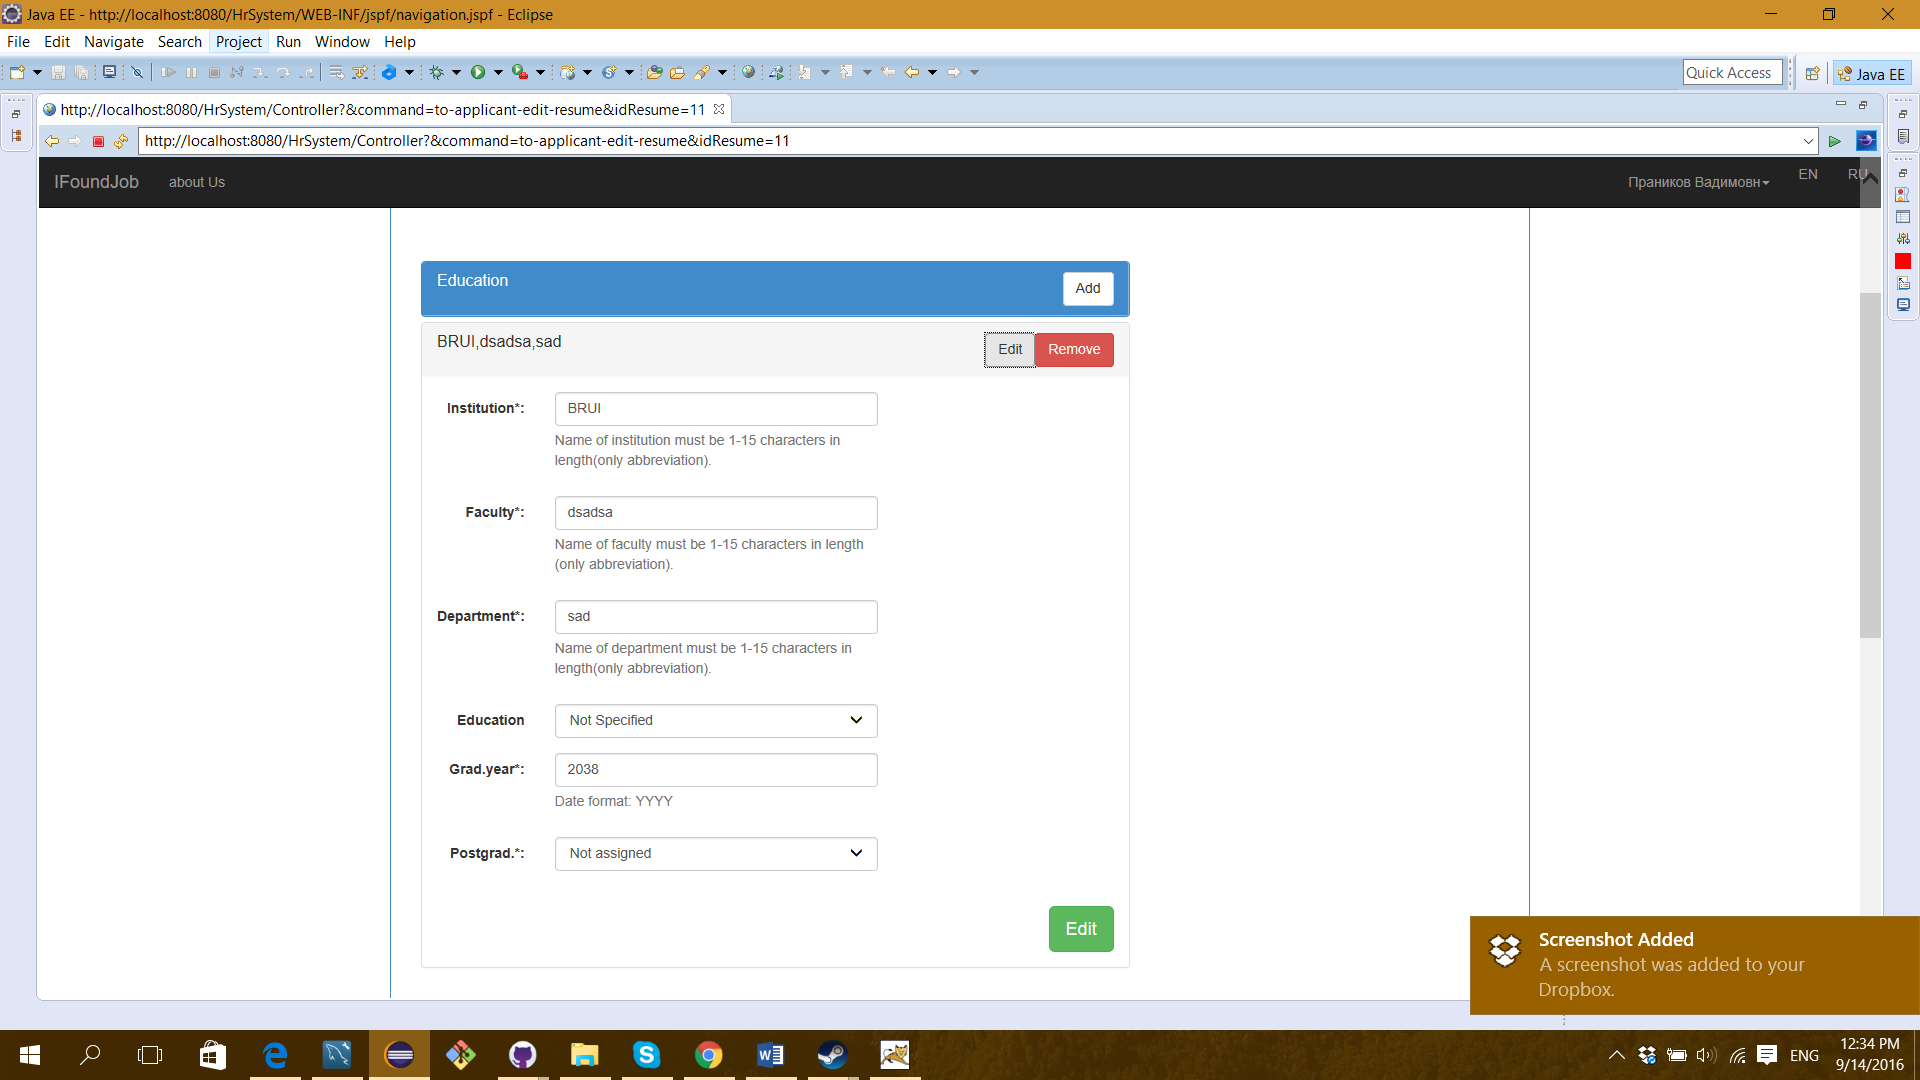 Java EE - http://localhost:8080/HrSystem/WEB-INF/jspf/navigation.jspf - Eclipse
File Edit Navigate Search Project Run Window Help
Quick Access
Java EE
http://localhost:8080/HrSystem/Controller?&command=to-applicant-edit-resume&idResume=11
http://localhost:8080/HrSystem/Controller?&command=to-applicant-edit-resume&idResume=11
IFoundJob about Us Праников Вадимовн EN RU
Education Add
BRUI,dsadsa,sad Edit Remove
Institution*: BRUI
Name of institution must be 1-15 characters in
length(only abbreviation).
Faculty*: dsadsa
Name of faculty must be 1-15 characters in length
(only abbreviation).
Department*: sad
Name of department must be 1-15 characters in
length(only abbreviation).
Education Not Specified
Grad.year*: 2038
Date format: YYYY
Postgrad.*: Not assigned
Edit
Screenshot Added
A screenshot was added to your
Dropbox.
ENG
12:34 PM
9/14/2016